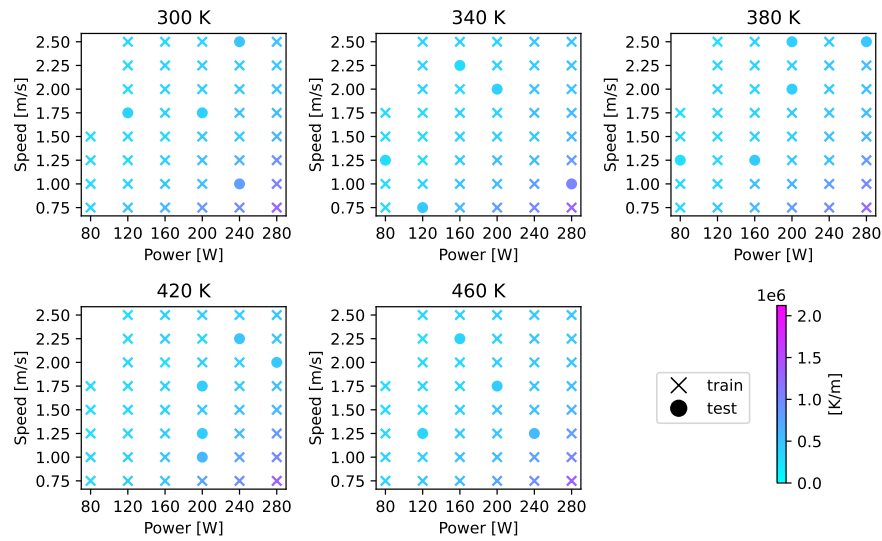 300 K
340 K
380 K
Speed [m/s]
2.50
2.25
2.00
1.75
1.50
1.25
1.00
0.75
80 120 160 200 240 280
Power [W]
Speed [m/s]
2.50
2.25
2.00
1.75
1.50
1.25
1.00
0.75
80 120 160 200 240 280
Power [W]
Speed [m/s]
2.50
2.25
2.00
1.75
1.50
1.25
1.00
0.75
80 120 160 200 240 280
Power [W]
420 K
460 K
Speed [m/s]
2.50
2.25
2.00
1.75
1.50
1.25
1.00
0.75
80 120 160 200 240 280
Power [W]
Speed [m/s]
2.50
2.25
2.00
1.75
1.50
1.25
1.00
0.75
80 120 160 200 240 280
Power [W]
train
test
1e6
2.0
1.5
1.0
0.5
0.0
[K/m]